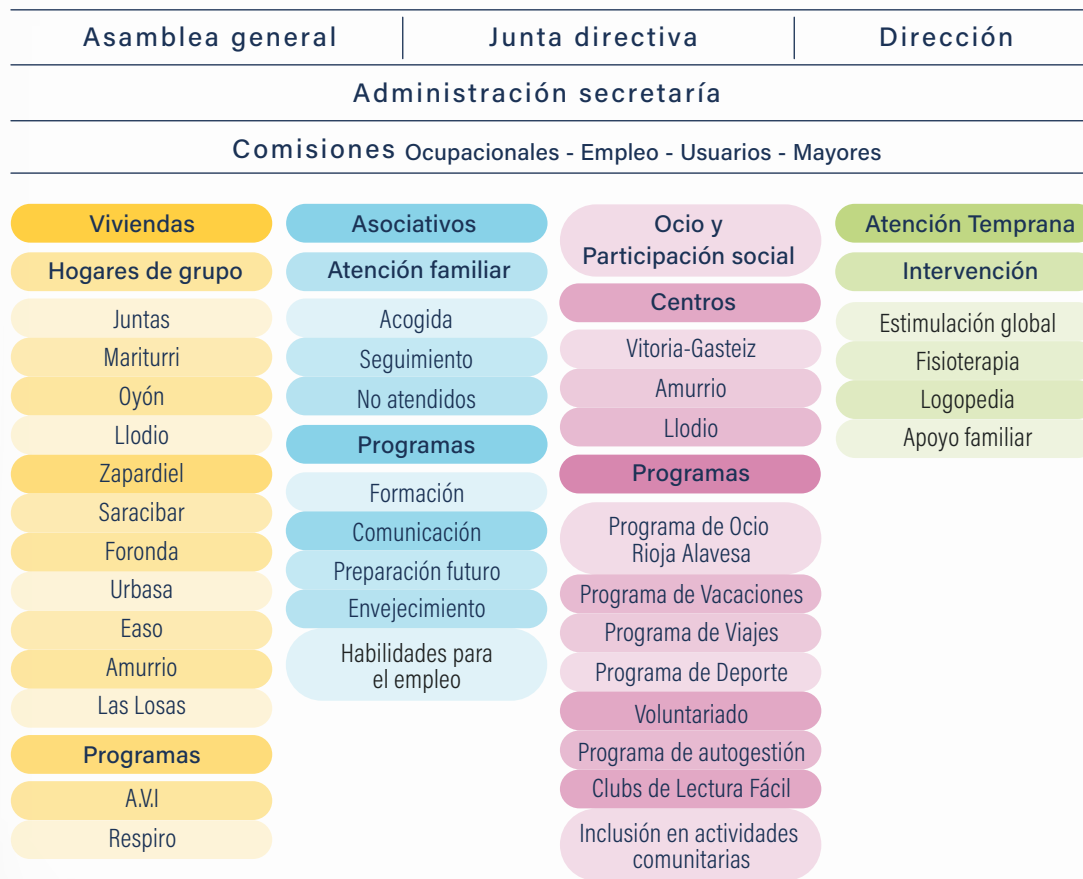 Asamblea general
Junta directiva
Dirección
Administración secretaría
Comisiones Ocupacionales - Empleo - Usuarios - Mayores
Viviendas
Hogares de grupo
Juntas
Mariturri
Oyón
Llodio
Zapardiel
Saracibar
Foronda
Urbasa
Easo
Amurrio
Las Losas
Programas
A.V.I
Respiro
Asociativos
Atención familiar
Acogida
Seguimiento
No atendidos
Programas
Formación
Comunicación
Preparación futuro
Envejecimiento
Habilidades para
el empleo
Ocio y
Participación social
Centros
Vitoria-Gasteiz
Amurrio
Llodio
Programas
Programa de Ocio
Rioja Alavesa
Programa de Vacaciones
Programa de Viajes
Programa de Deporte
Voluntariado
Programa de autogestión
Clubs de Lectura Fácil
Inclusión en actividades
comunitarias
Atención Temprana
Intervención
Estimulación global
Fisioterapia
Logopedia
Apoyo familiar